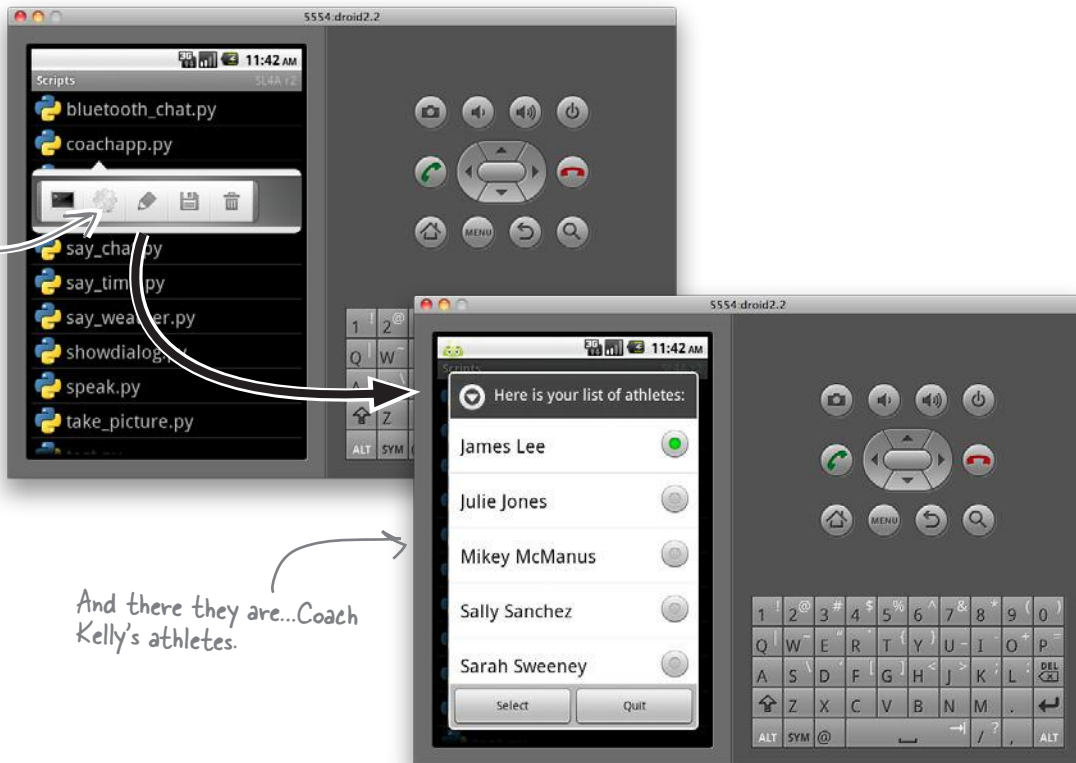 5554:droid2.2
11:42 AM
Scripts
SL4A r2
bluetooth_chat.py
coachapp.py
say_chat.py
say_time.py
say_weather.py
showdialog.py
speak.py
take_picture.py
MENU
1 ! 2 @
Q | W ~
A \
Z
ALT SYM
5554:droid2.2
11:42 AM
Scripts
Here is your list of athletes:
James Lee
Julie Jones
Mikey McManus
Sally Sanchez
Sarah Sweeney
Select Quit
MENU
1 ! 2 @ 3 # 4 $ 5 % 6 ^ 7 & 8 * 9 ( 0 )
Q | W ~ E " R ` T { Y } U - I O + P =
A S \ D ' F [ G ] H < J > K ; L : DEL
Z X C V B N M .
ALT SYM @ / ? , ALT
And there they are...Coach
Kelly's athletes.